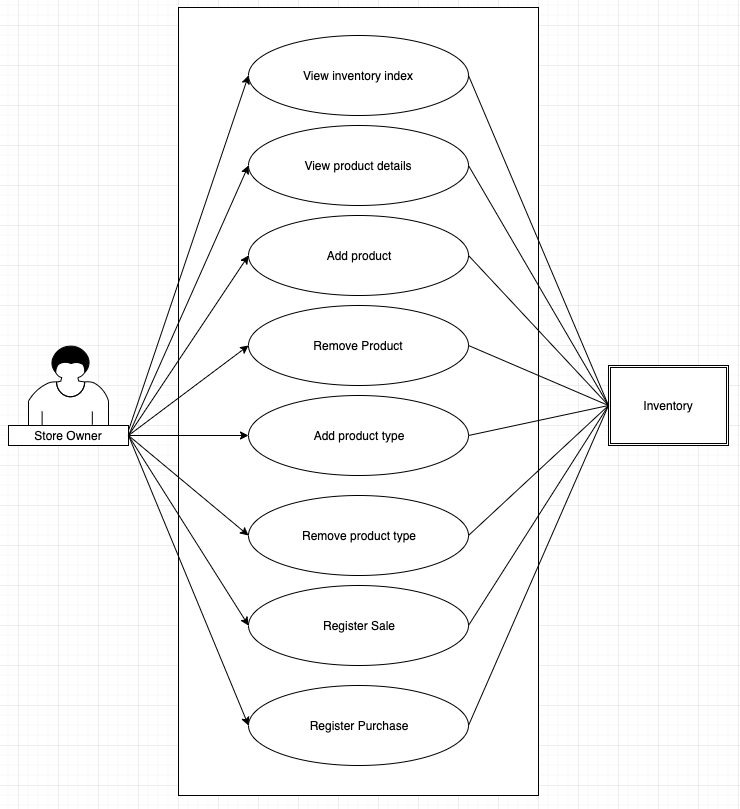 View inventory index
View product details
Add product
Remove Product
Add product type
Remove product type
Register Sale
Register Purchase
Store Owner
Inventory